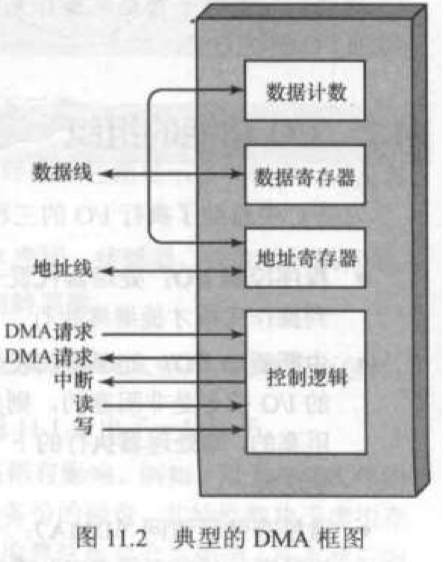 数据计数
数据线
数据寄存器
地址寄存器
地址线
DMA请求
DMA请求
中断
控制逻辑
读
写
图 11.2 典型的 DMA 框图